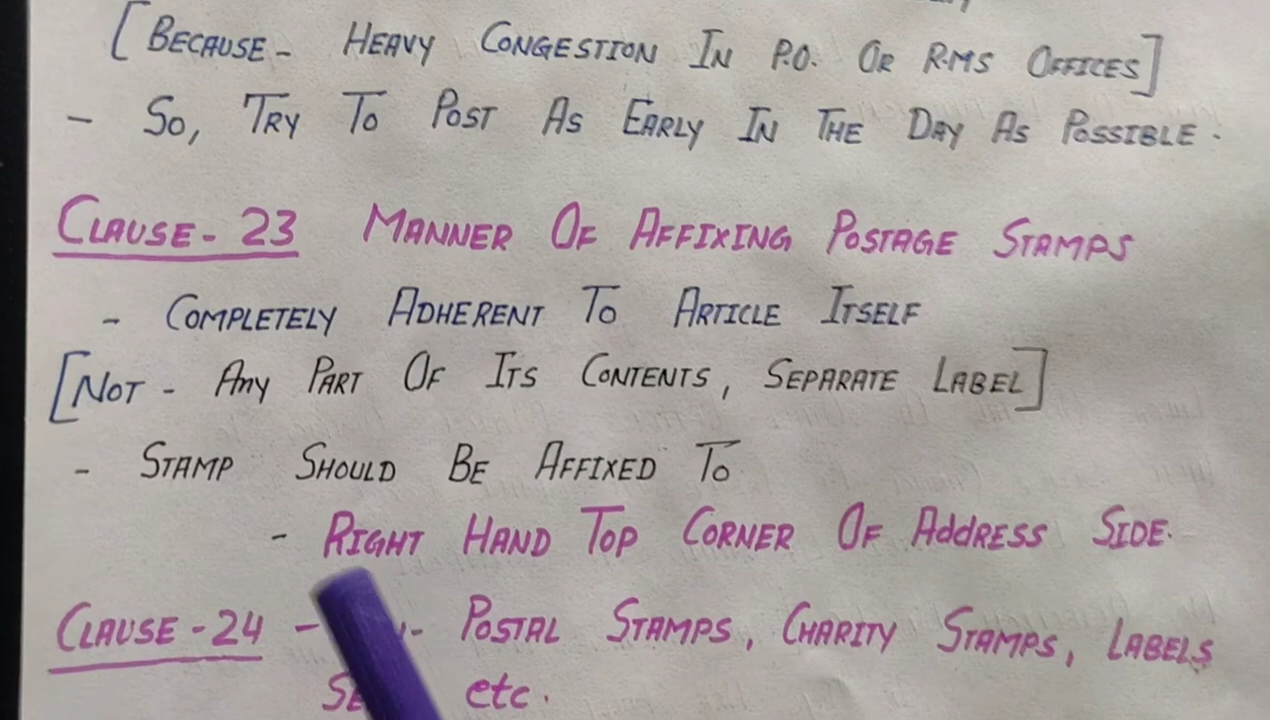 [BECAUSE- HEAVY CONGESTION IN P.O. OR R.MS OFFICES]
- SO, TRY TO POST AS EARLY IN THE DAY AS POSSIBLE.
CLAUSE- 23 MANNER OF AFFIXING POSTAGE STAMPS
- COMPLETELY ADHERENT TO ARTICLE ITSELF
[NOT - Any PART OF ITS CONTENTS, SEPARATE LABEL]
- STAMP SHOULD BE AFFIXED TO
- RIGHT HAND TOP CORNER OF ADDRESS SIDE.
CLAUSE -24 - - POSTAL STAMPS, CHARITY STAMPS, LABELS
etc.